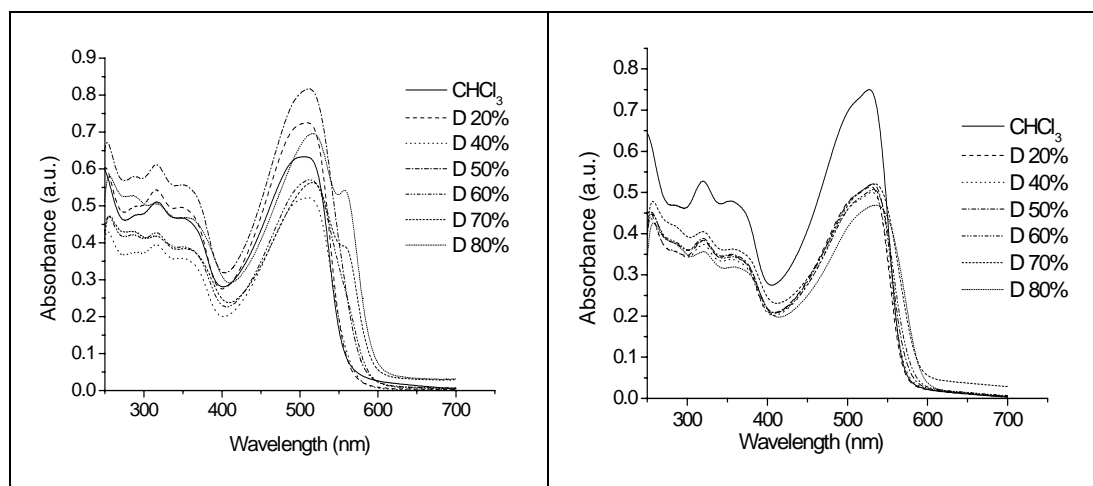 0.9
0.8
0.7
0.6
0.5
0.4
0.3
0.2
0.1
0.0
300 400 500 600 700
Absorbance (a.u.)
Wavelength (nm)
CHCl3
D 20%
D 40%
D 50%
D 60%
D 70%
D 80%
0.8
0.7
0.6
0.5
0.4
0.3
0.2
0.1
0.0
300 400 500 600 700
Absorbance (a.u.)
Wavelength (nm)
CHCl3
D 20%
D 40%
D 50%
D 60%
D 70%
D 80%